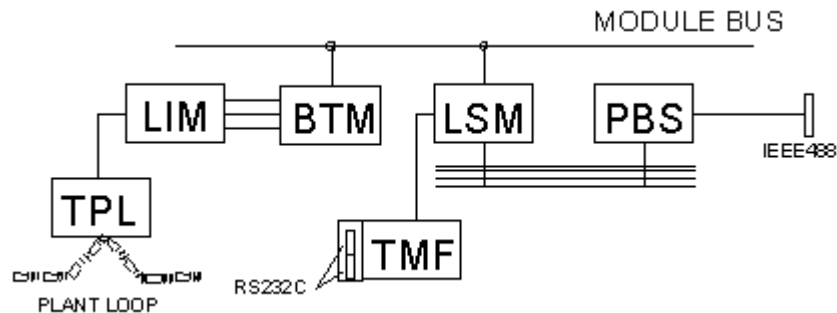 MODULE BUS
LIM
BTM
LSM
PBS
IEEE488
TPL
TMF
RS232C
PLANT LOOP